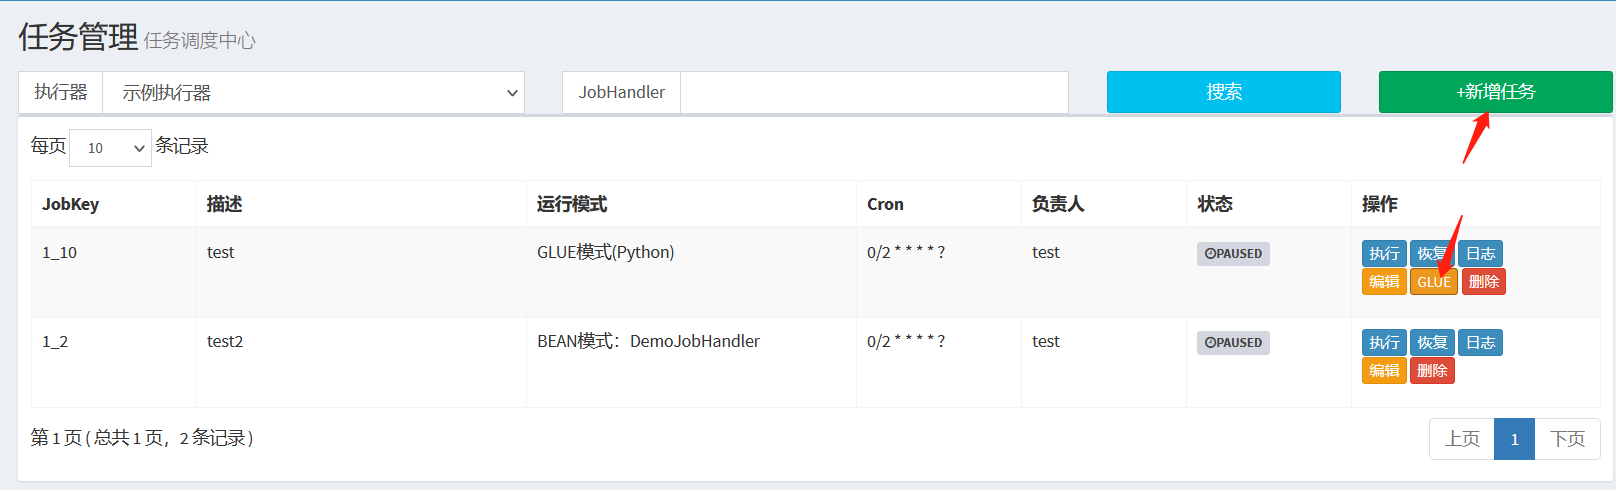 任务管理 任务调度中心
执行器 示例执行器 JobHandler 搜索 +新增任务
每页 10 条记录
JobKey 描述 运行模式 Cron 负责人 状态 操作
1_10 test GLUE模式(Python) 0/2 * * * * ? test PAUSED 执行 恢复 日志
编辑 GLUE 删除
1_2 test2 BEAN模式：DemoJobHandler 0/2 * * * * ? test PAUSED 执行 恢复 日志
编辑 删除
第 1 页 ( 总共 1 页，2 条记录 ) 上页 1 下页